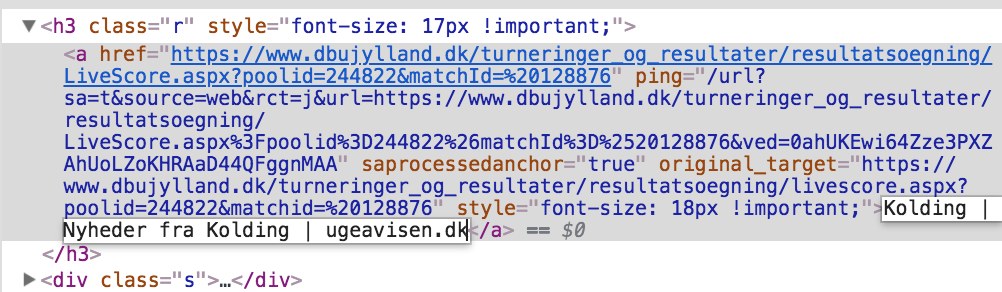 ▼<h3 class="r" style="font-size: 17px !important;">
<a href="https://www.dbujylland.dk/turneringer_og_resultater/resultatsoegning/
LiveScore.aspx?poolid=244822&matchId=%20128876" ping="/url?
sa=t&source=web&rct=j&url=https://www.dbujylland.dk/turneringer_og_resultater/
resultatsoegning/
LiveScore.aspx%3Fpoolid%3D244822%26matchId%3D%2520128876&ved=0ahUKEwi64Zze3PXZ
AhUoLZoKHRAaD44QFggnMAA" saprocessedanchor="true" original_target="https://
www.dbujylland.dk/turneringer_og_resultater/resultatsoegning/livescore.aspx?
poolid=244822&matchid=%20128876" style="font-size: 18px !important;">Kolding |
Nyheder fra Kolding | ugeavisen.dk</a> == $0
</h3>
▶<div class="s">…</div>